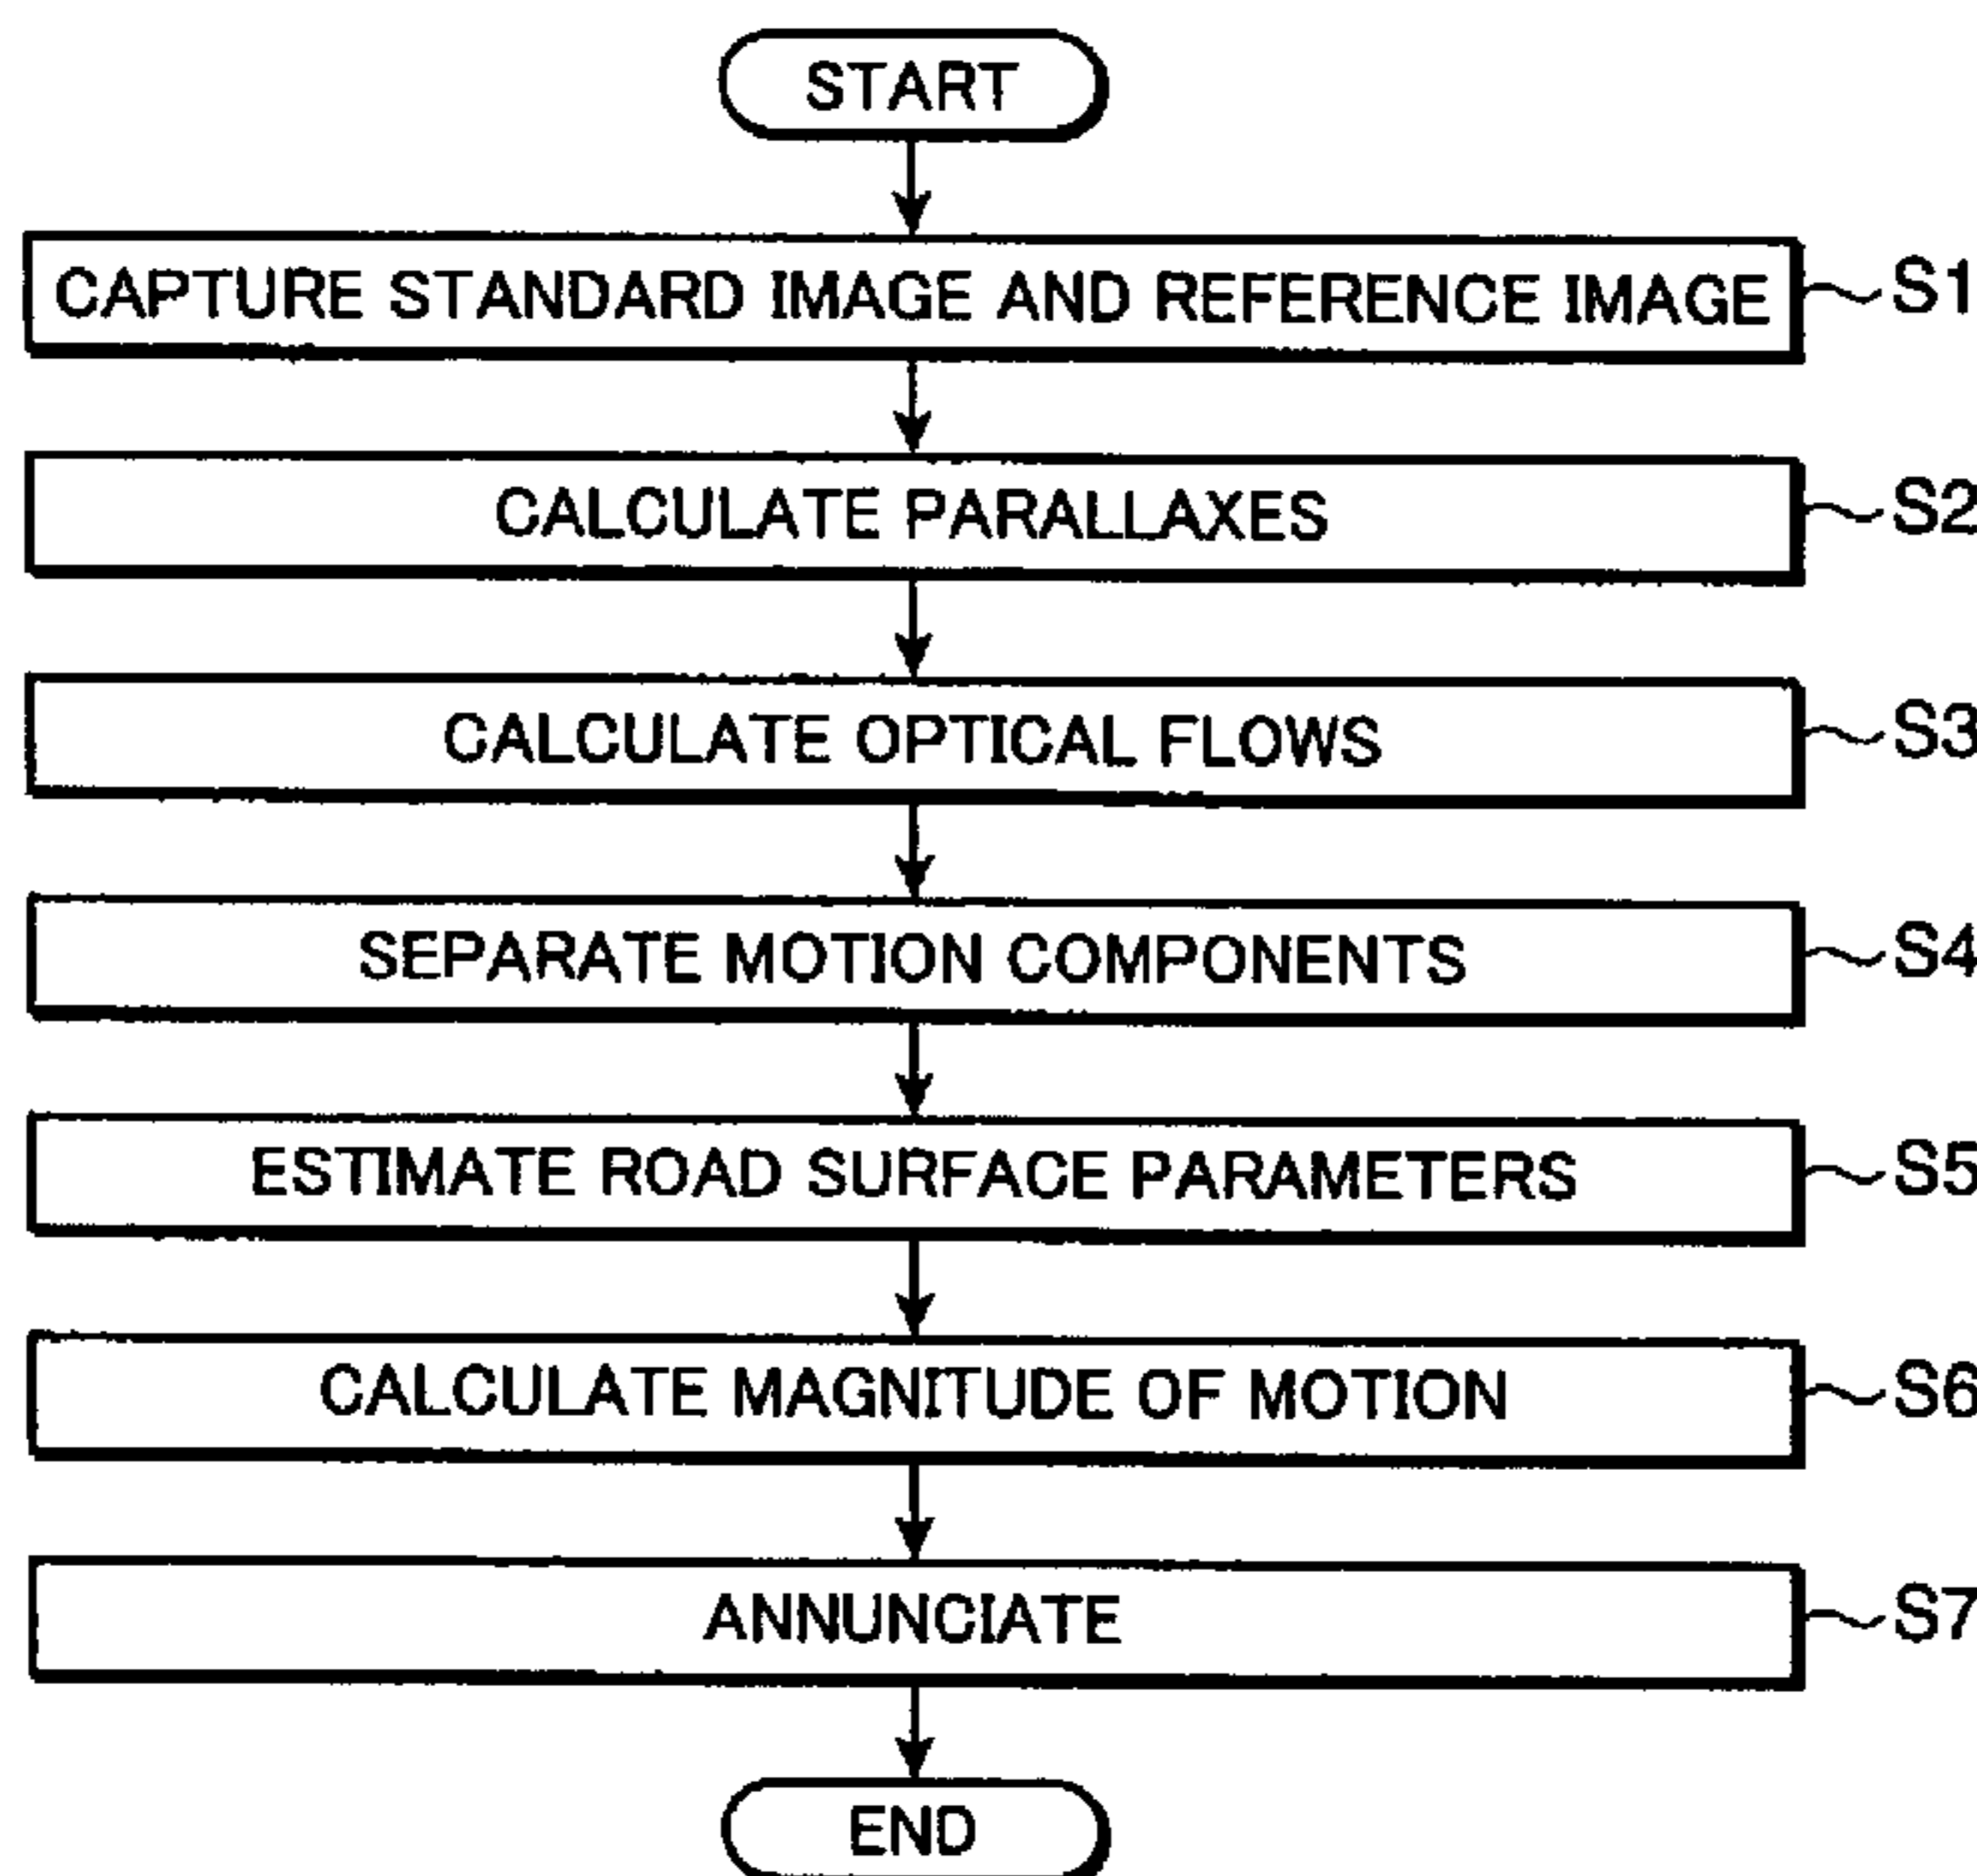 START
CAPTURE STANDARD IMAGE AND REFERENCE IMAGE S1
CALCULATE PARALLAXES S2
CALCULATE OPTICAL FLOWS S3
SEPARATE MOTION COMPONENTS S4
ESTIMATE ROAD SURFACE PARAMETERS S5
CALCULATE MAGNITUDE OF MOTION S6
ANNUNCIATE S7
END